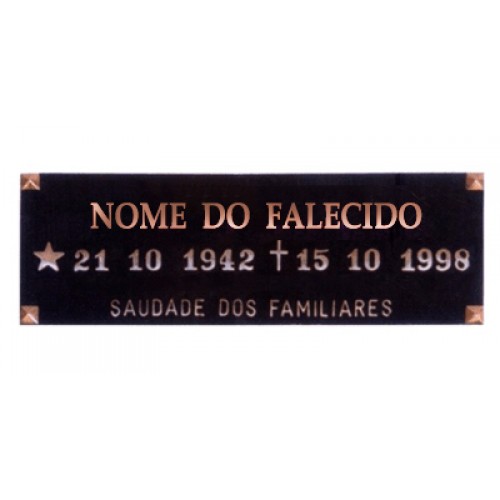 NOME DO FALECIDO
★ 21 10 1942 † 15 10 1998
SAUDADE DOS FAMILIARES